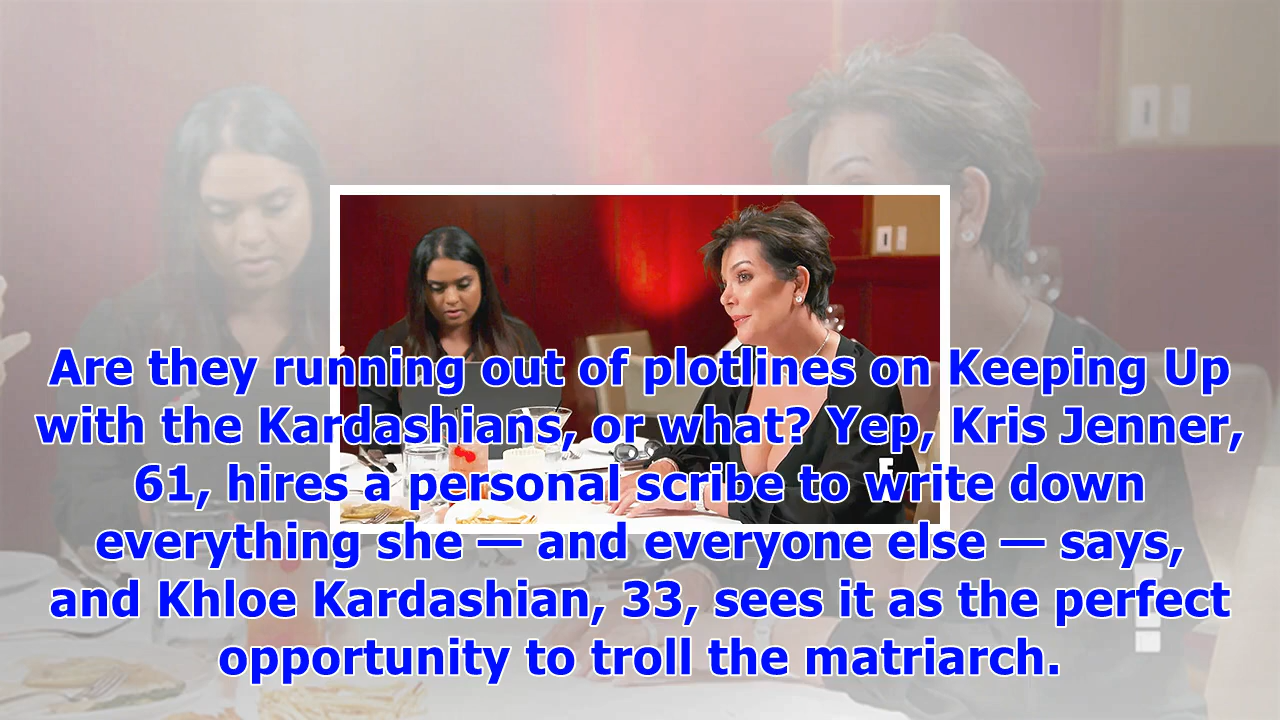 Are they running out of plotlines on Keeping Up
with the Kardashians, or what? Yep, Kris Jenner,
61, hires a personal scribe to write down
everything she — and everyone else — says,
and Khloe Kardashian, 33, sees it as the perfect
opportunity to troll the matriarch.